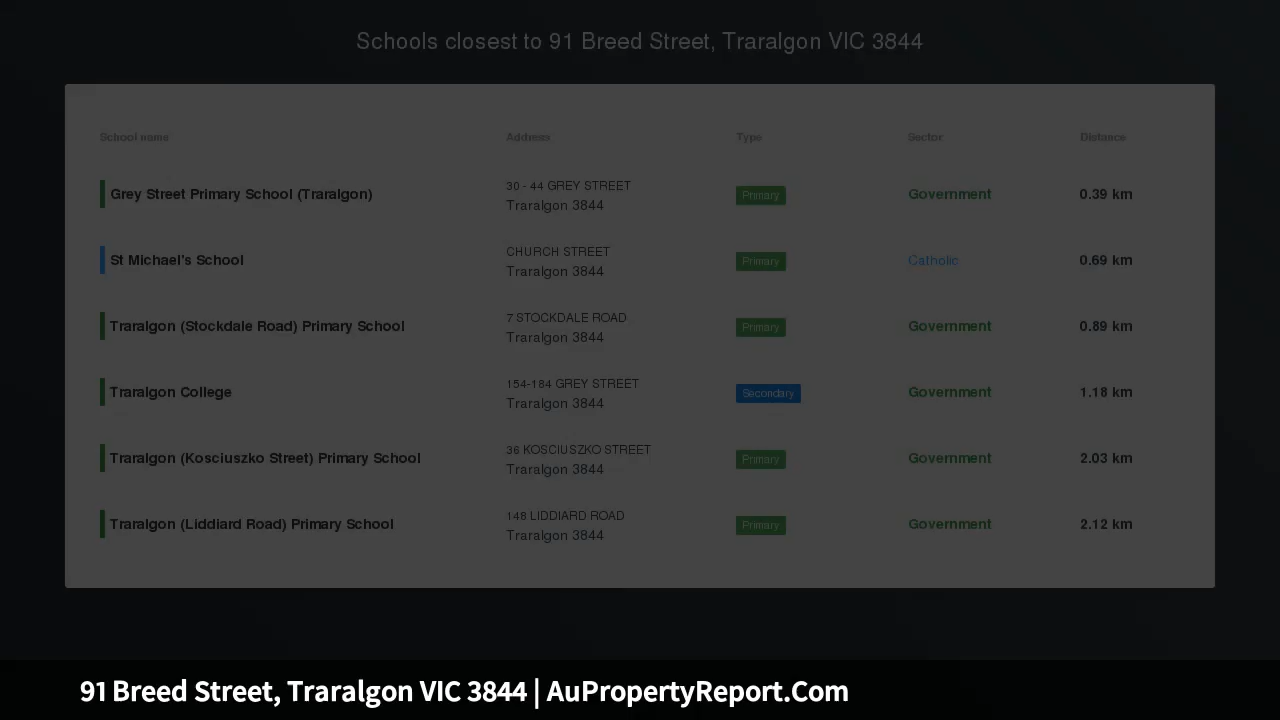 Schools closest to 91 Breed Street, Traralgon VIC 3844
School name Address Type Sector Distance
Grey Street Primary School (Traralgon) 30 - 44 GREY STREET Traralgon 3844 Primary Government 0.39 km
St Michael's School CHURCH STREET Traralgon 3844 Primary Catholic 0.69 km
Traralgon (Stockdale Road) Primary School 7 STOCKDALE ROAD Traralgon 3844 Primary Government 0.89 km
Traralgon College 154-184 GREY STREET Traralgon 3844 Secondary Government 1.18 km
Traralgon (Kosciuszko Street) Primary School 36 KOSCIUSZKO STREET Traralgon 3844 Primary Government 2.03 km
Traralgon (Liddiard Road) Primary School 148 LIDDIARD ROAD Traralgon 3844 Primary Government 2.12 km
91 Breed Street, Traralgon VIC 3844 | AuPropertyReport.Com